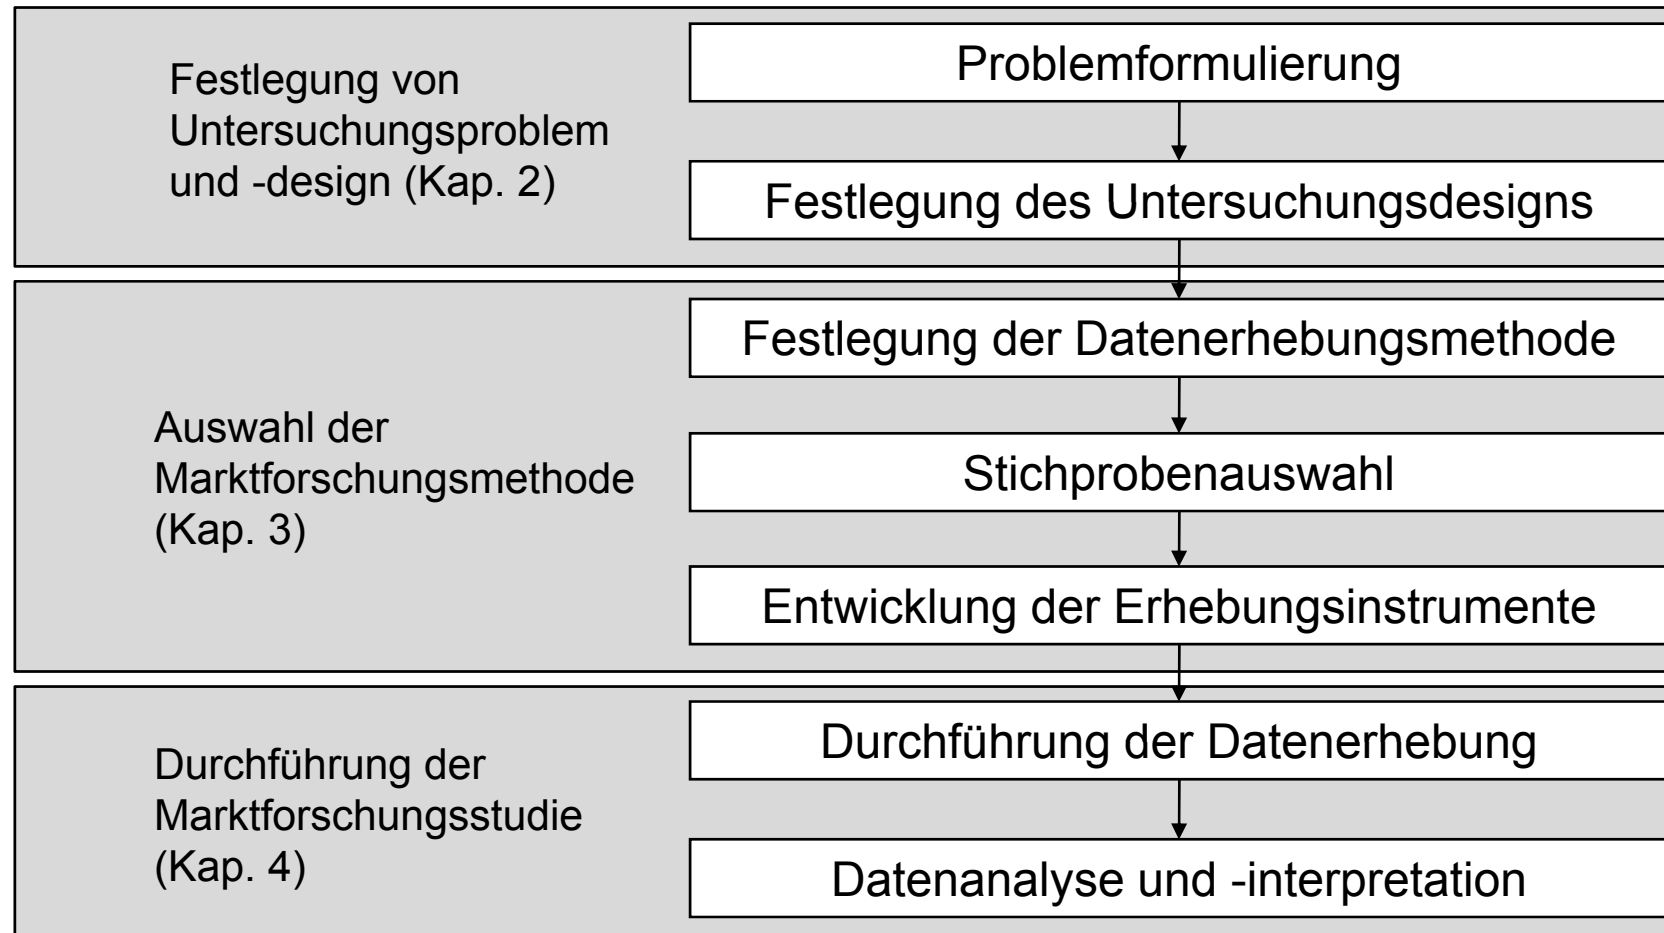 Festlegung von
Untersuchungsproblem
und -design (Kap. 2)
Problemformulierung
Festlegung des Untersuchungsdesigns
Auswahl der
Marktforschungsmethode
(Kap. 3)
Festlegung der Datenerhebungsmethode
Stichprobenauswahl
Entwicklung der Erhebungsinstrumente
Durchführung der
Marktforschungsstudie
(Kap. 4)
Durchführung der Datenerhebung
Datenanalyse und -interpretation